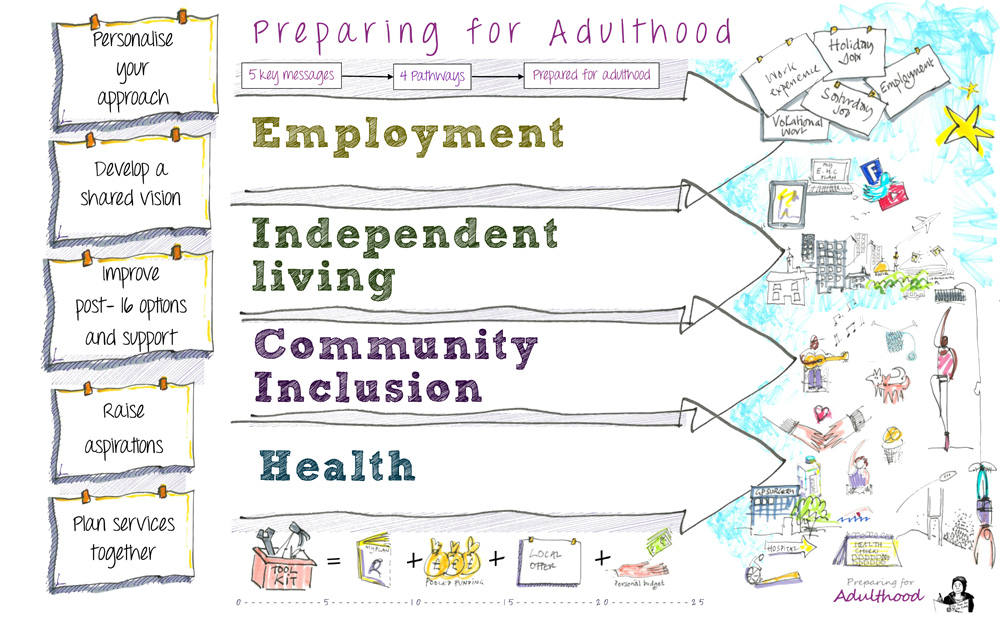 Preparing for Adulthood
5 key messages
4 Pathways
Prepared for adulthood
Personalise
your
approach
Develop a
shared vision
Improve
post-16 options
and support
Raise
aspirations
Plan services
together
Employment
Independent
living
Community
Inclusion
Health
Work
experience
Holiday
Job
Employment
Saturday
Job
Vocational
Work
MY
E.H.C
PLAN
F
GP SURGERY
HOSPITAL
HEALTH
CHECK
TOOL
KIT
=
MY PLAN
+
£ £ £
POOLED FUNDING
+
LOCAL
OFFER
+
Personal budget
0 5 10 15 20 25
Preparing for
Adulthood